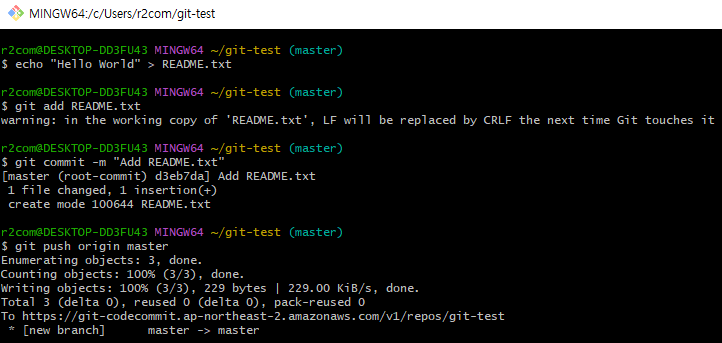 MINGW64:/c/Users/r2com/git-test
r2com@DESKTOP-DD3FU43 MINGW64 ~/git-test (master)
$ echo "Hello World" > README.txt
r2com@DESKTOP-DD3FU43 MINGW64 ~/git-test (master)
$ git add README.txt
warning: in the working copy of 'README.txt', LF will be replaced by CRLF the next time Git touches it
r2com@DESKTOP-DD3FU43 MINGW64 ~/git-test (master)
$ git commit -m "Add README.txt"
[master (root-commit) d3eb7da] Add README.txt
 1 file changed, 1 insertion(+)
 create mode 100644 README.txt
r2com@DESKTOP-DD3FU43 MINGW64 ~/git-test (master)
$ git push origin master
Enumerating objects: 3, done.
Counting objects: 100% (3/3), done.
Writing objects: 100% (3/3), 229 bytes | 229.00 KiB/s, done.
Total 3 (delta 0), reused 0 (delta 0), pack-reused 0
To https://git-codecommit.ap-northeast-2.amazonaws.com/v1/repos/git-test
 * [new branch]      master -> master